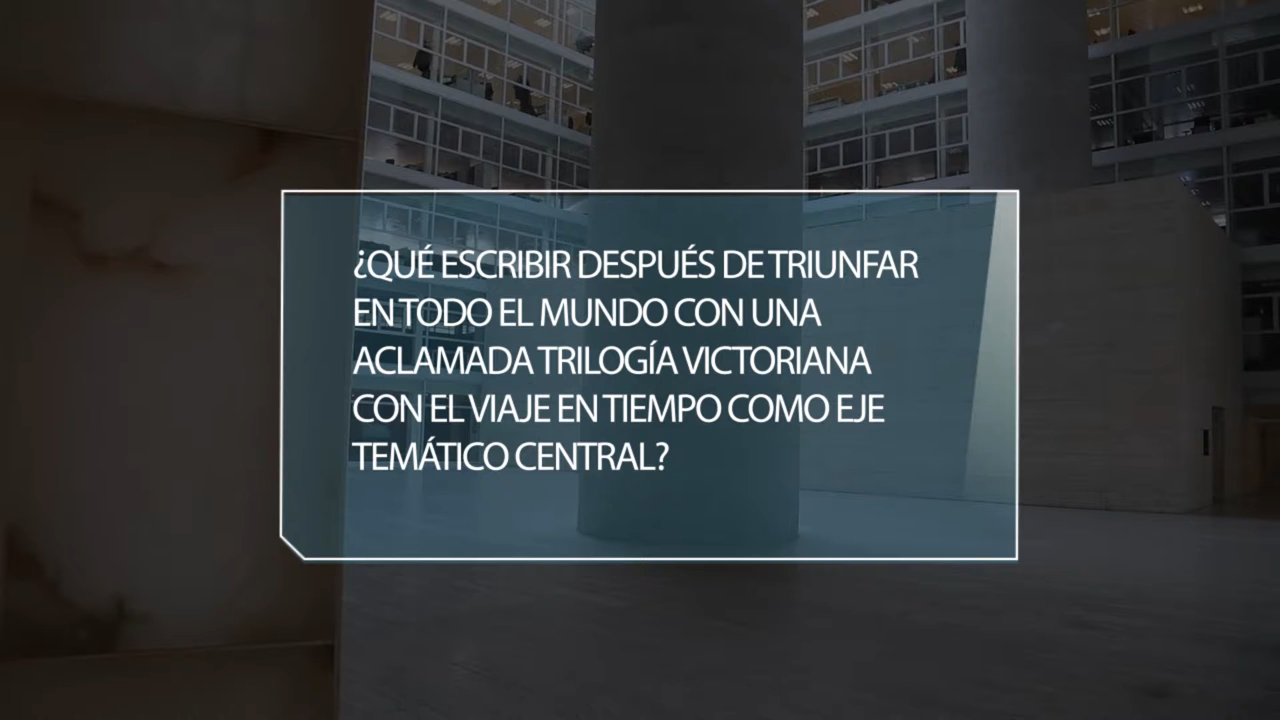 ¿QUÉ ESCRIBIR DESPUÉS DE TRIUNFAR
EN TODO EL MUNDO CON UNA
ACLAMADA TRILOGÍA VICTORIANA
CON EL VIAJE EN TIEMPO COMO EJE
TEMÁTICO CENTRAL?